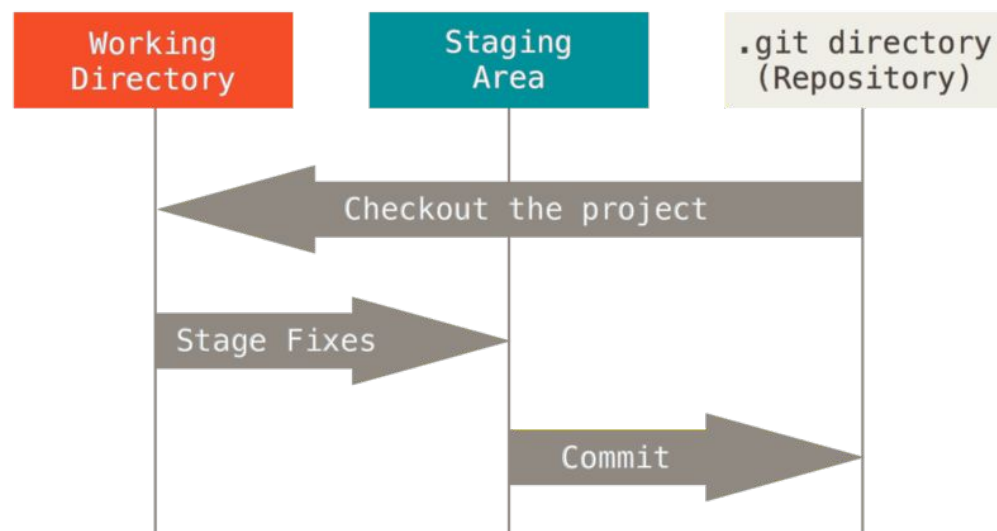 Working
Directory
Staging
Area
.git directory
(Repository)
Checkout the project
Stage Fixes
Commit